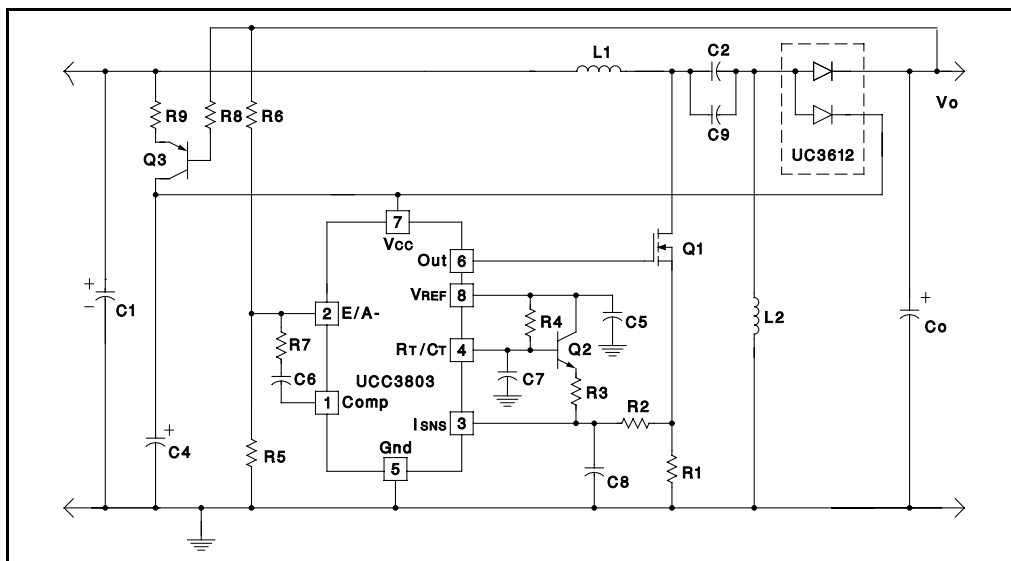 L1
C2
C9
UC3612
Vo
R9
R8
R6
Q3
7
VCC
Out
6
Q1
VREF
8
2
E/A-
R4
C5
C1
L2
Co
R7
RT/CT
4
Q2
C7
C6
UCC3803
R3
1
Comp
ISNS
3
R2
Gnd
5
C4
R5
C8
R1
+
-
+
+